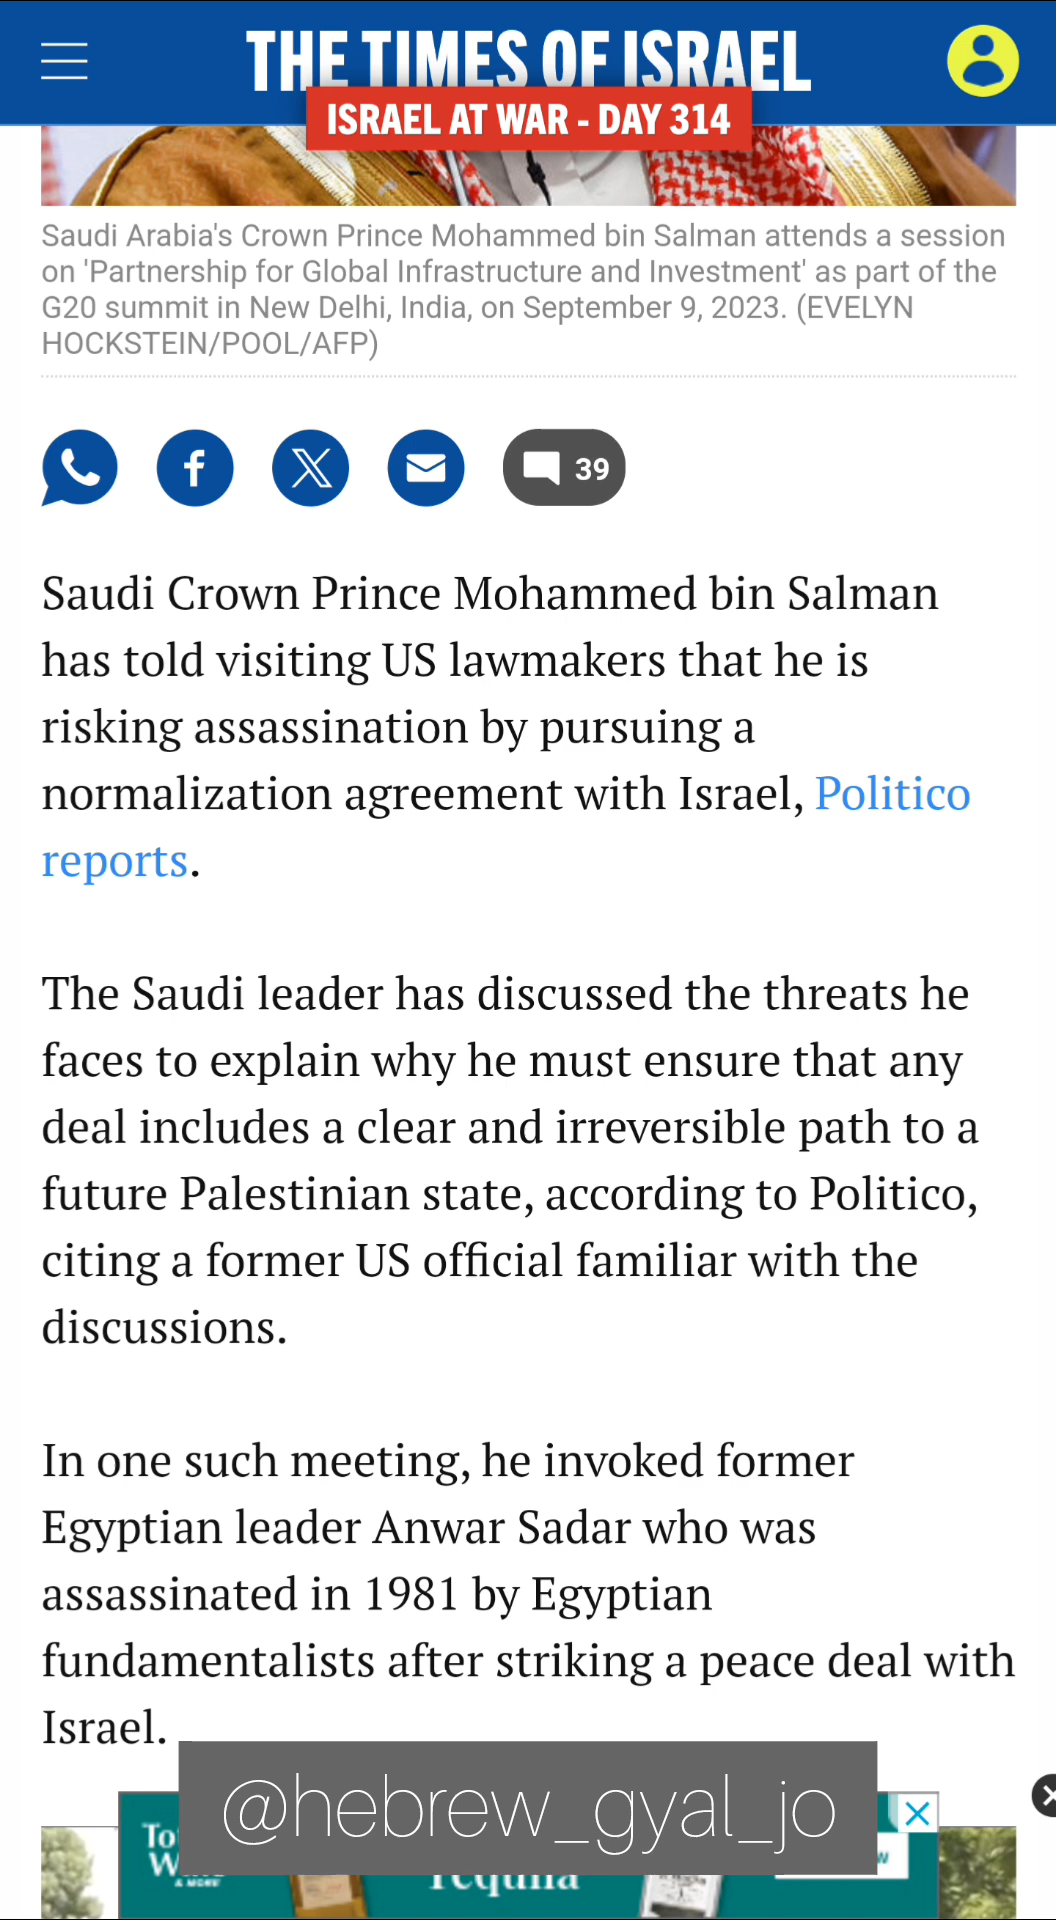 THE TIMES OF ISRAEL
ISRAEL AT WAR - DAY 314
Saudi Arabia's Crown Prince Mohammed bin Salman attends a session
on 'Partnership for Global Infrastructure and Investment' as part of the
G20 summit in New Delhi, India, on September 9, 2023. (EVELYN
HOCKSTEIN/POOL/AFP)
39
Saudi Crown Prince Mohammed bin Salman
has told visiting US lawmakers that he is
risking assassination by pursuing a
normalization agreement with Israel, Politico
reports.
The Saudi leader has discussed the threats he
faces to explain why he must ensure that any
deal includes a clear and irreversible path to a
future Palestinian state, according to Politico,
citing a former US official familiar with the
discussions.
In one such meeting, he invoked former
Egyptian leader Anwar Sadar who was
assassinated in 1981 by Egyptian
fundamentalists after striking a peace deal with
Israel.
@hebrew_gyal_jo
& MORE
Tequila